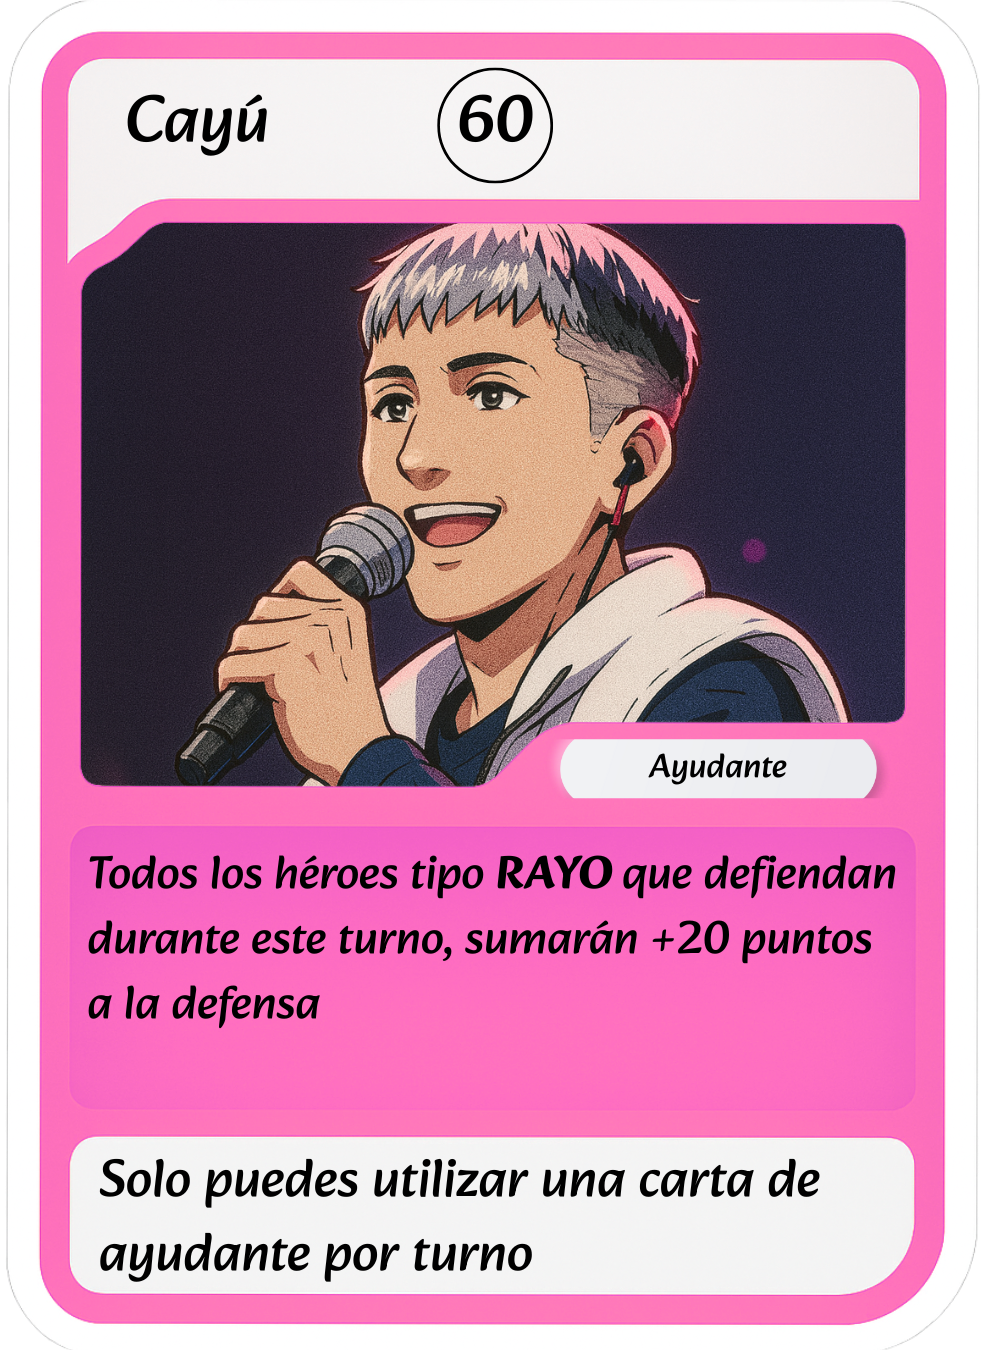 Cayú
60
Ayudante
Todos los héroes tipo RAYO que defiendan
durante este turno, sumarán +20 puntos
a la defensa
Solo puedes utilizar una carta de
ayudante por turno